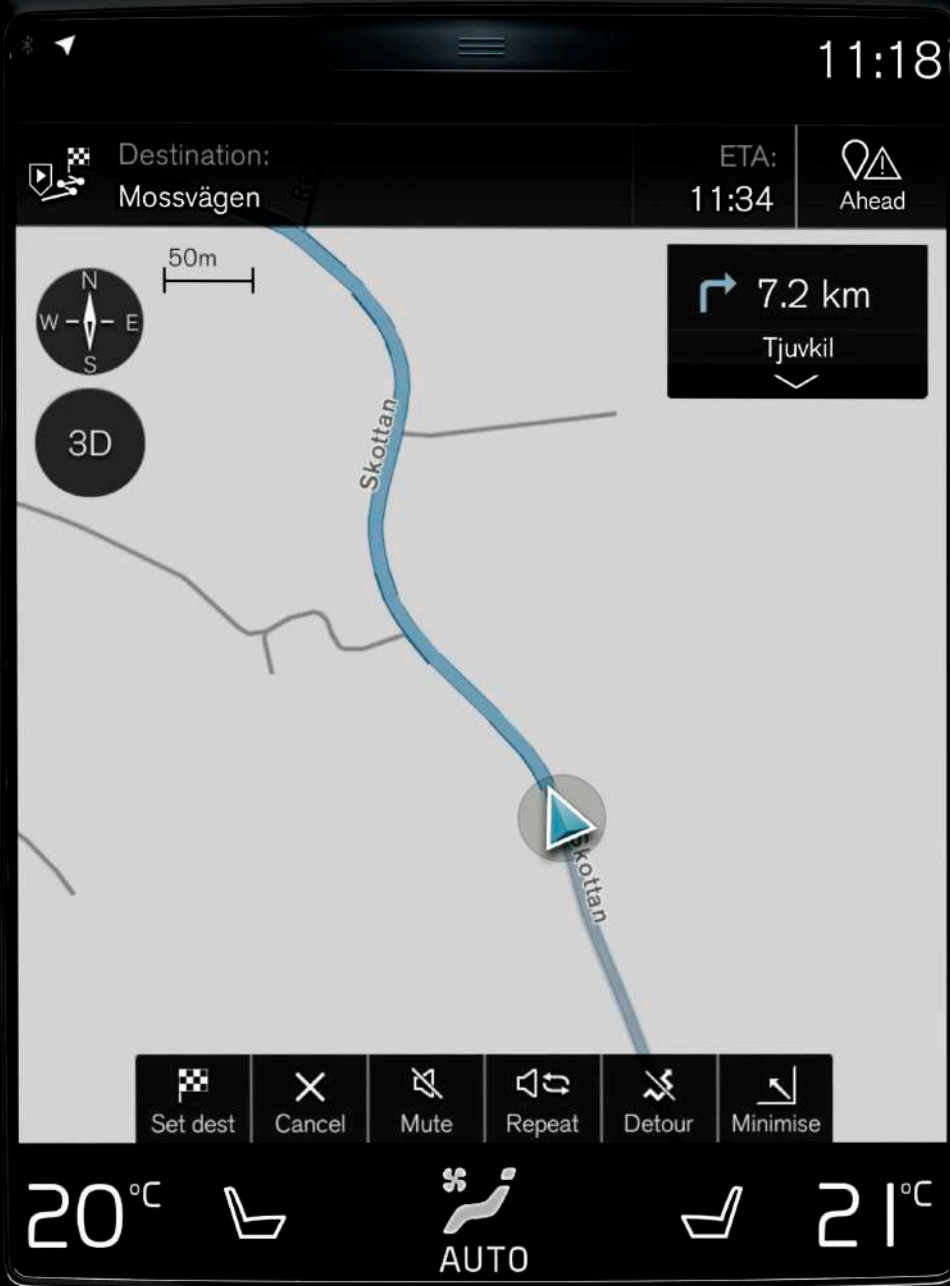 11:18
Destination:
Mossvägen
ETA:
11:34
Ahead
50m
N
W E
S
3D
7.2 km
Tjuvkil
Skottan
Skottan
Set dest
Cancel
Mute
Repeat
Detour
Minimise
20°C
AUTO
21°C